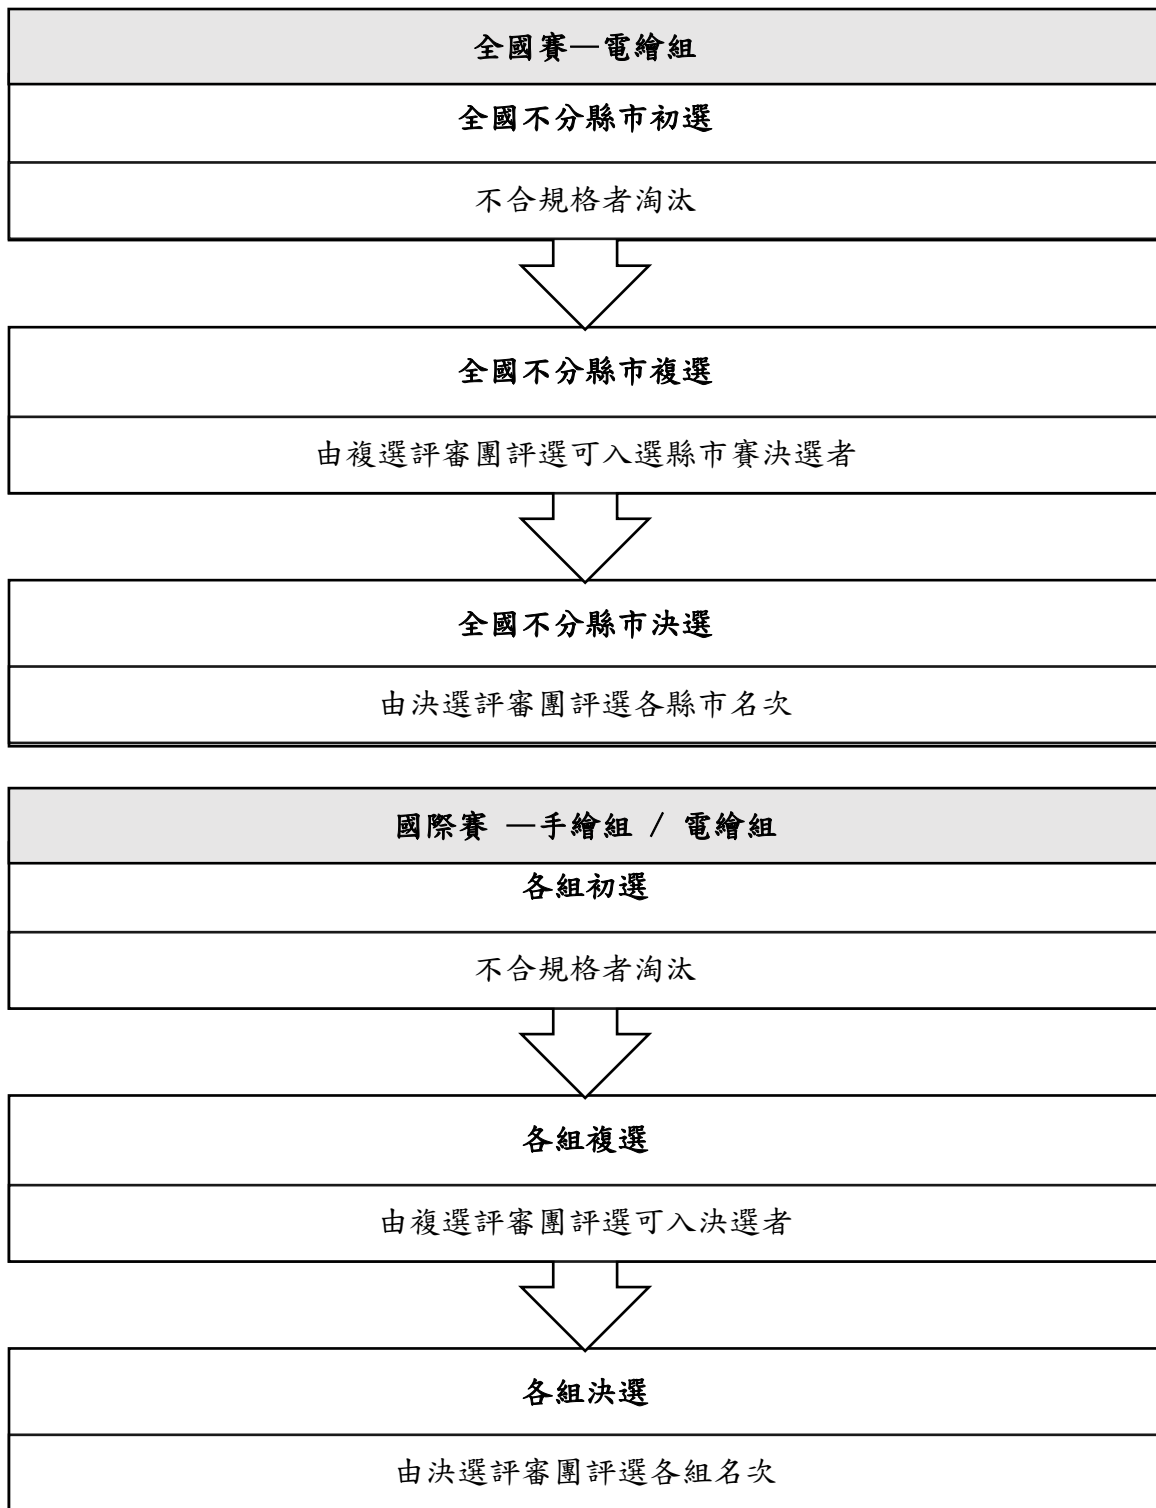 全國賽—電繪組
全國不分縣市初選
不合規格者淘汰
全國不分縣市複選
由複選評審團評選可入選縣市賽決選者
全國不分縣市決選
由決選評審團評選各縣市名次
國際賽 —手繪組 / 電繪組
各組初選
不合規格者淘汰
各組複選
由複選評審團評選可入決選者
各組決選
由決選評審團評選各組名次